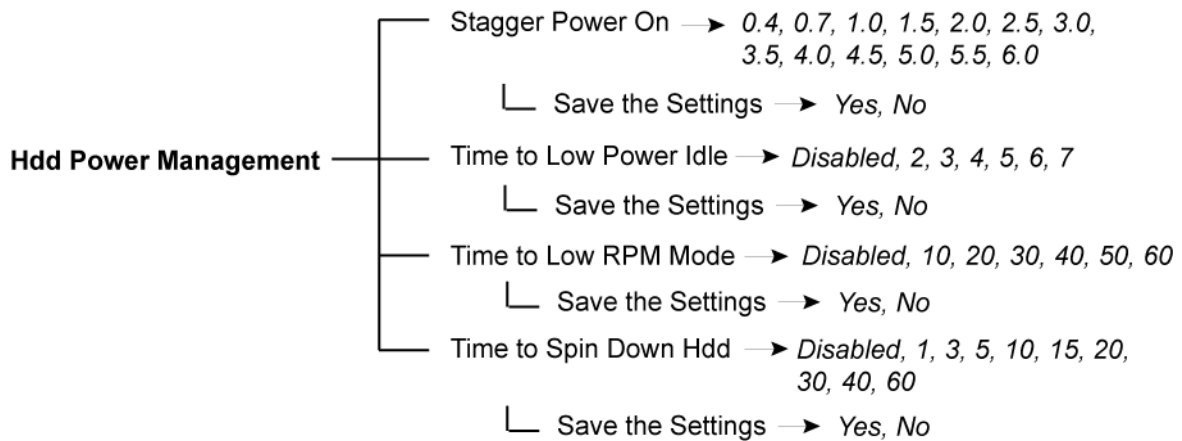 Stagger Power On 0.4, 0.7, 1.0, 1.5, 2.0, 2.5, 3.0,
3.5, 4.0, 4.5, 5.0, 5.5, 6.0
Save the Settings Yes, No
Hdd Power Management
Time to Low Power Idle Disabled, 2, 3, 4, 5, 6, 7
Save the Settings Yes, No
Time to Low RPM Mode Disabled, 10, 20, 30, 40, 50, 60
Save the Settings Yes, No
Time to Spin Down Hdd Disabled, 1, 3, 5, 10, 15, 20,
30, 40, 60
Save the Settings Yes, No